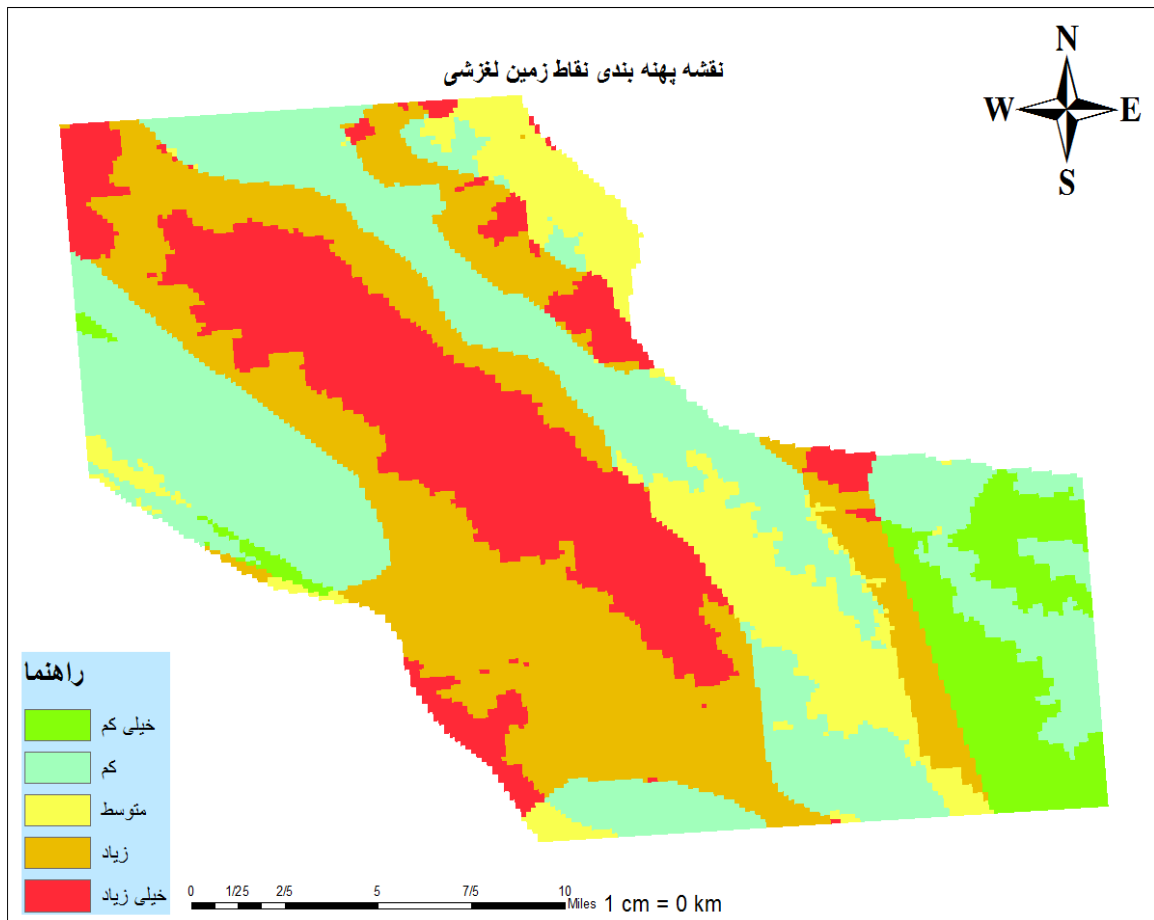 نقشه پهنه بندی نقاط زمین لغزشی
N
W E
S
راهنما
خیلی کم
کم
متوسط
زیاد
خیلی زیاد
0 1/25 2/5 5 7/5 10 Miles
1 cm = 0 km